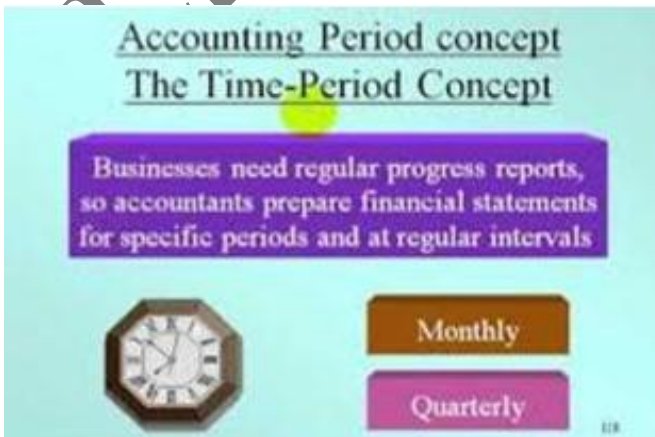 Accounting Period concept
The Time-Period Concept
Businesses need regular progress reports,
so accountants prepare financial statements
for specific periods and at regular intervals
Monthly
Quarterly